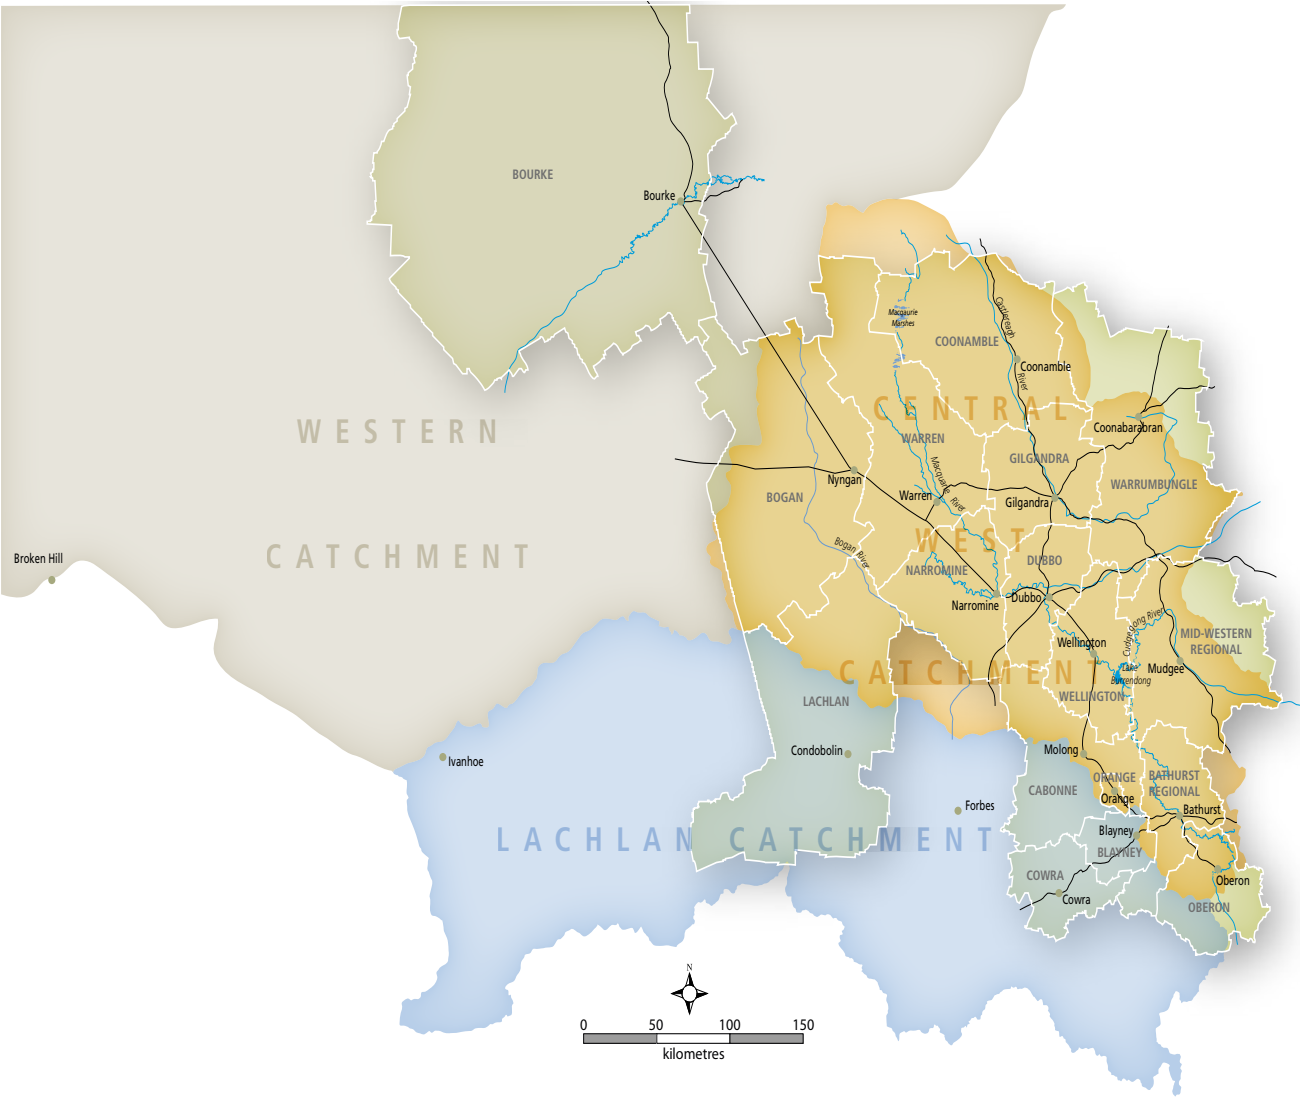 BOURKE
Bourke
Macquarie
Marshes
Castlereagh
River
COONAMBLE
Coonamble
CENTRAL
WESTERN
Coonabarabran
WARREN
GILGANDRA
Macquarie River
Nyngan
WARRUMBUNGLE
BOGAN
Warren
Gilgandra
WEST
CATCHMENT
Bogan River
Broken Hill
DUBBO
NARROMINE
Narromine
Dubbo
Cudgegong River
MID-WESTERN
REGIONAL
Wellington
Lake
Burrendong
Mudgee
CATCHMENT
WELLINGTON
LACHLAN
Condobolin
Molong
Ivanhoe
ORANGE
BATHURST
REGIONAL
CABONNE
Orange
Forbes
Bathurst
LACHLAN CATCHMENT
Blayney
BLAYNEY
COWRA
Oberon
Cowra
OBERON
N
0 50 100 150
kilometres